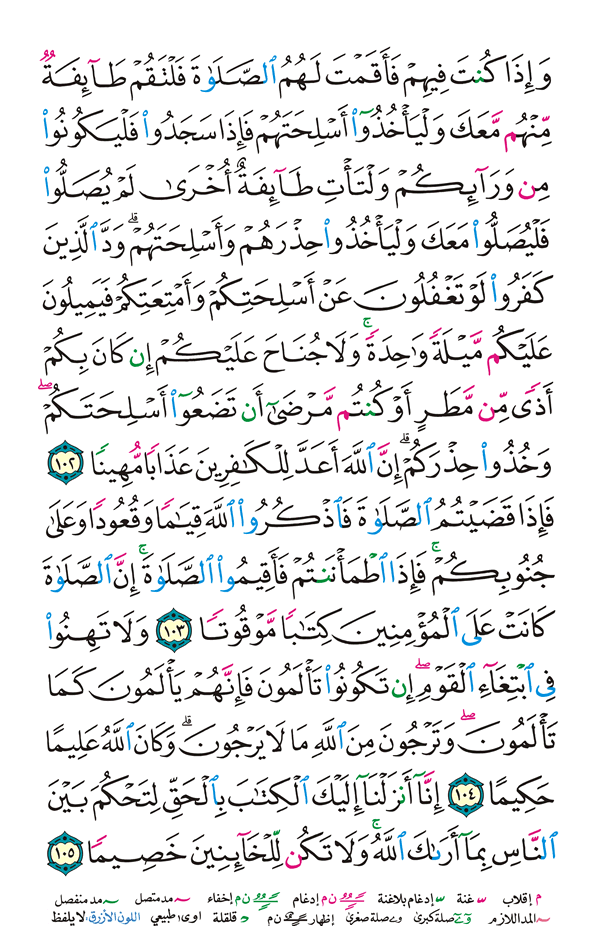 وَإِذَا كُنتَ فِيهِمْ فَأَقَمْتَ لَهُمُ ٱلصَّلَوٰةَ فَلْتَقُمْ طَآئِفَةٌ
مِّنْهُم مَّعَكَ وَلْيَأْخُذُوٓا۟ أَسْلِحَتَهُمْ فَإِذَا سَجَدُوا۟ فَلْيَكُونُوا۟
مِن وَرَآئِكُمْ وَلْتَأْتِ طَآئِفَةٌ أُخْرَىٰ لَمْ يُصَلُّوا۟
فَلْيُصَلُّوا۟ مَعَكَ وَلْيَأْخُذُوا۟ حِذْرَهُمْ وَأَسْلِحَتَهُمْ ۗ وَدَّ ٱلَّذِينَ
كَفَرُوا۟ لَوْ تَغْفُلُونَ عَنْ أَسْلِحَتِكُمْ وَأَمْتِعَتِكُمْ فَيَمِيلُونَ
عَلَيْكُم مَّيْلَةً وَٰحِدَةً ۚ وَلَا جُنَاحَ عَلَيْكُمْ إِن كَانَ بِكُمْ
أَذًى مِّن مَّطَرٍ أَوْ كُنتُم مَّرْضَىٰٓ أَن تَضَعُوٓا۟ أَسْلِحَتَكُمْ ۖ
وَخُذُوا۟ حِذْرَكُمْ ۗ إِنَّ ٱللَّهَ أَعَدَّ لِلْكَٰفِرِينَ عَذَابًا مُّهِينًا ١٠٢
فَإِذَا قَضَيْتُمُ ٱلصَّلَوٰةَ فَٱذْكُرُوا۟ ٱللَّهَ قِيَٰمًا وَقُعُودًا وَعَلَىٰ
جُنُوبِكُمْ ۚ فَإِذَا ٱطْمَأْنَنتُمْ فَأَقِيمُوا۟ ٱلصَّلَوٰةَ ۚ إِنَّ ٱلصَّلَوٰةَ
كَانَتْ عَلَى ٱلْمُؤْمِنِينَ كِتَٰبًا مَّوْقُوتًا ١٠٣ وَلَا تَهِنُوا۟
فِى ٱبْتِغَآءِ ٱلْقَوْمِ ۖ إِن تَكُونُوا۟ تَأْلَمُونَ فَإِنَّهُمْ يَأْلَمُونَ كَمَا
تَأْلَمُونَ ۖ وَتَرْجُونَ مِنَ ٱللَّهِ مَا لَا يَرْجُونَ ۗ وَكَانَ ٱللَّهُ عَلِيمًا
حَكِيمًا ١٠٤ إِنَّآ أَنزَلْنَآ إِلَيْكَ ٱلْكِتَٰبَ بِٱلْحَقِّ لِتَحْكُمَ بَيْنَ
ٱلنَّاسِ بِمَآ أَرَىٰكَ ٱللَّهُ ۚ وَلَا تَكُن لِّلْخَآئِنِينَ خَصِيمًا ١٠٥
م إقلاب غنة إدغام بلاغنة ن م إدغام ن م إخفاء مد متصل مد منفصل
المد اللازم صلة كبرى و ے صلة صغرى إظهار ن م قلقلة اوى: طبيعي اللون الأزرق: لا يلفظ